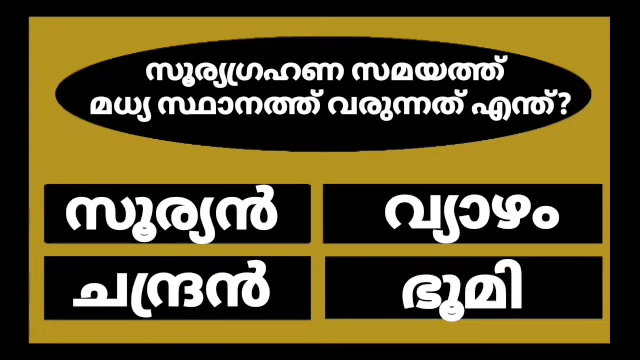 സൂര്യഗ്രഹണ സമയത്ത്
മധ്യ സ്ഥാനത്ത് വരുന്നത് എന്ത്?
സൂര്യൻ
വ്യാഴം
ചന്ദ്രൻ
ഭൂമി